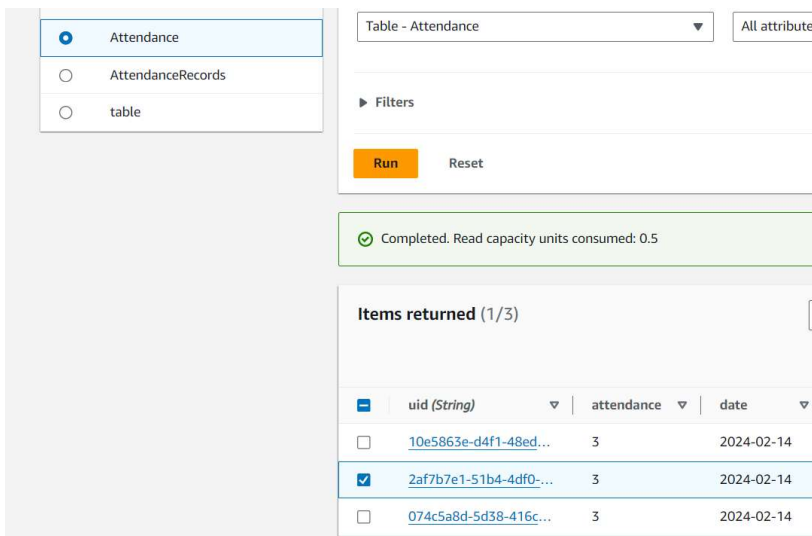 Attendance
AttendanceRecords
table
Table - Attendance
All attribute
Filters
Run Reset
Completed. Read capacity units consumed: 0.5
Items returned (1/3)
uid (String) attendance date
10e5863e-d4f1-48ed... 3 2024-02-14
2af7b7e1-51b4-4df0-... 3 2024-02-14
074c5a8d-5d38-416c... 3 2024-02-14